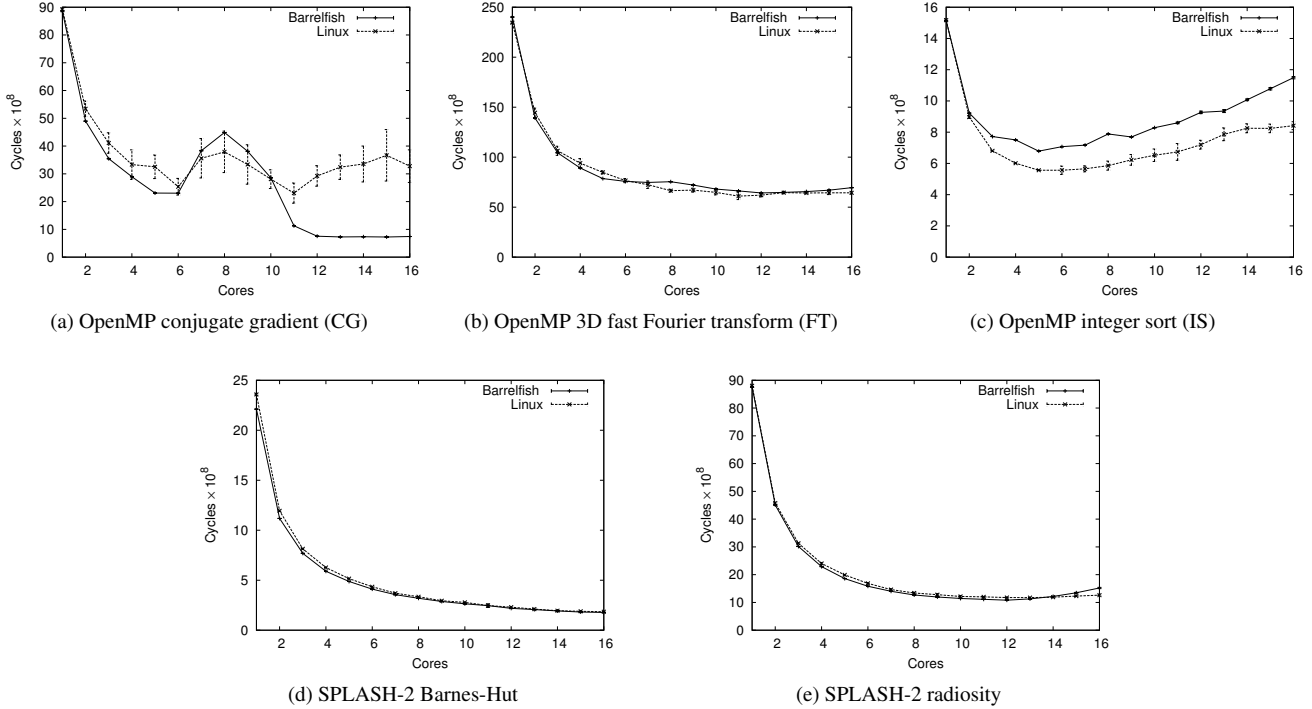 90
80
70
60
50
40
30
20
10
0
Cycles × 10^8
Barrelfish
Linux
2 4 6 8 10 12 14 16
Cores
(a) OpenMP conjugate gradient (CG)
250
200
150
100
50
0
Cycles × 10^8
Barrelfish
Linux
2 4 6 8 10 12 14 16
Cores
(b) OpenMP 3D fast Fourier transform (FT)
16
14
12
10
8
6
4
2
0
Cycles × 10^8
Barrelfish
Linux
2 4 6 8 10 12 14 16
Cores
(c) OpenMP integer sort (IS)
25
20
15
10
5
0
Cycles × 10^8
Barrelfish
Linux
2 4 6 8 10 12 14 16
Cores
(d) SPLASH-2 Barnes-Hut
90
80
70
60
50
40
30
20
10
0
Cycles × 10^8
Barrelfish
Linux
2 4 6 8 10 12 14 16
Cores
(e) SPLASH-2 radiosity